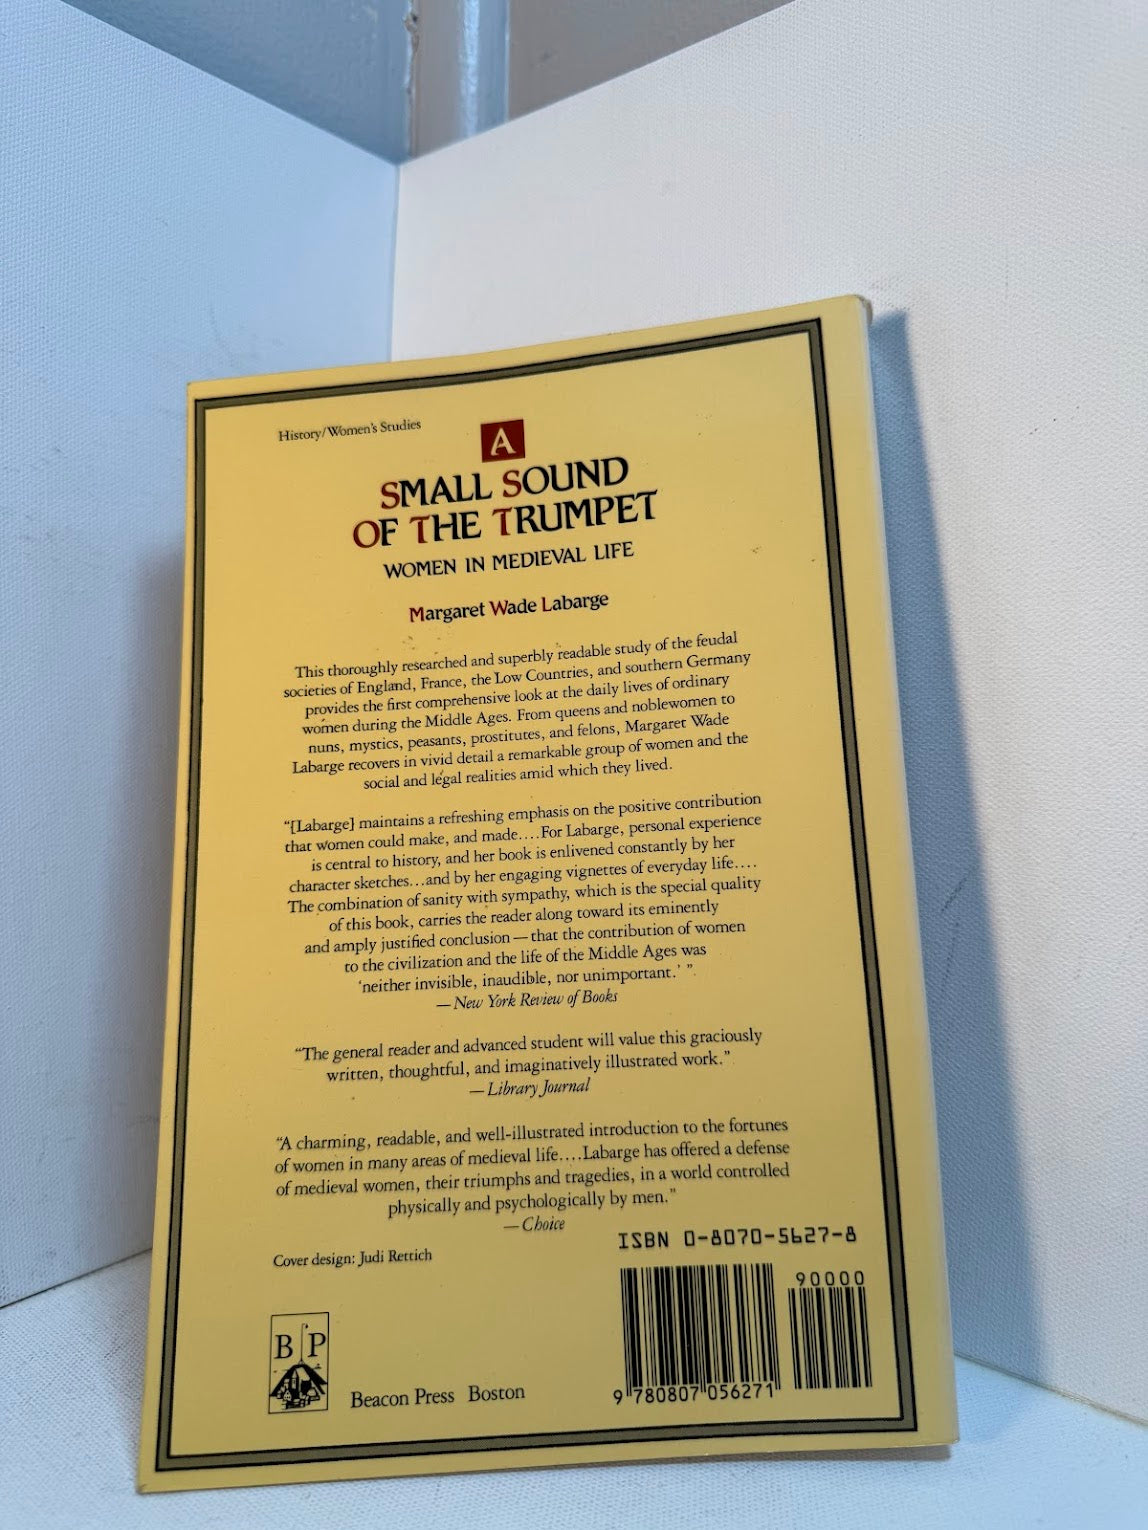 History/Women's Studies
A
SMALL SOUND
OF THE TRUMPET
WOMEN IN MEDIEVAL LIFE
Margaret Wade Labarge
This thoroughly researched and superbly readable study of the feudal
societies of England, France, the Low Countries, and southern Germany
provides the first comprehensive look at the daily lives of ordinary
women during the Middle Ages. From queens and noblewomen to
nuns, mystics, peasants, prostitutes, and felons, Margaret Wade
Labarge recovers in vivid detail a remarkable group of women and the
social and legal realities amid which they lived.
"[Labarge] maintains a refreshing emphasis on the positive contribution
that women could make, and made....For Labarge, personal experience
is central to history, and her book is enlivened constantly by her
character sketches...and by her engaging vignettes of everyday life....
The combination of sanity with sympathy, which is the special quality
of this book, carries the reader along toward its eminently
and amply justified conclusion—that the contribution of women
to the civilization and the life of the Middle Ages was
'neither invisible, inaudible, nor unimportant.' ".
—New York Review of Books
"The general reader and advanced student will value this graciously
written, thoughtful, and imaginatively illustrated work."
—Library Journal
"A charming, readable, and well-illustrated introduction to the fortunes
of women in many areas of medieval life....Labarge has offered a defense
of medieval women, their triumphs and tragedies, in a world controlled
physically and psychologically by men."
—Choice
Cover design: Judi Rettich
ISBN 0-8070-5627-8
90000
B P
Beacon Press Boston
9 780807 056271